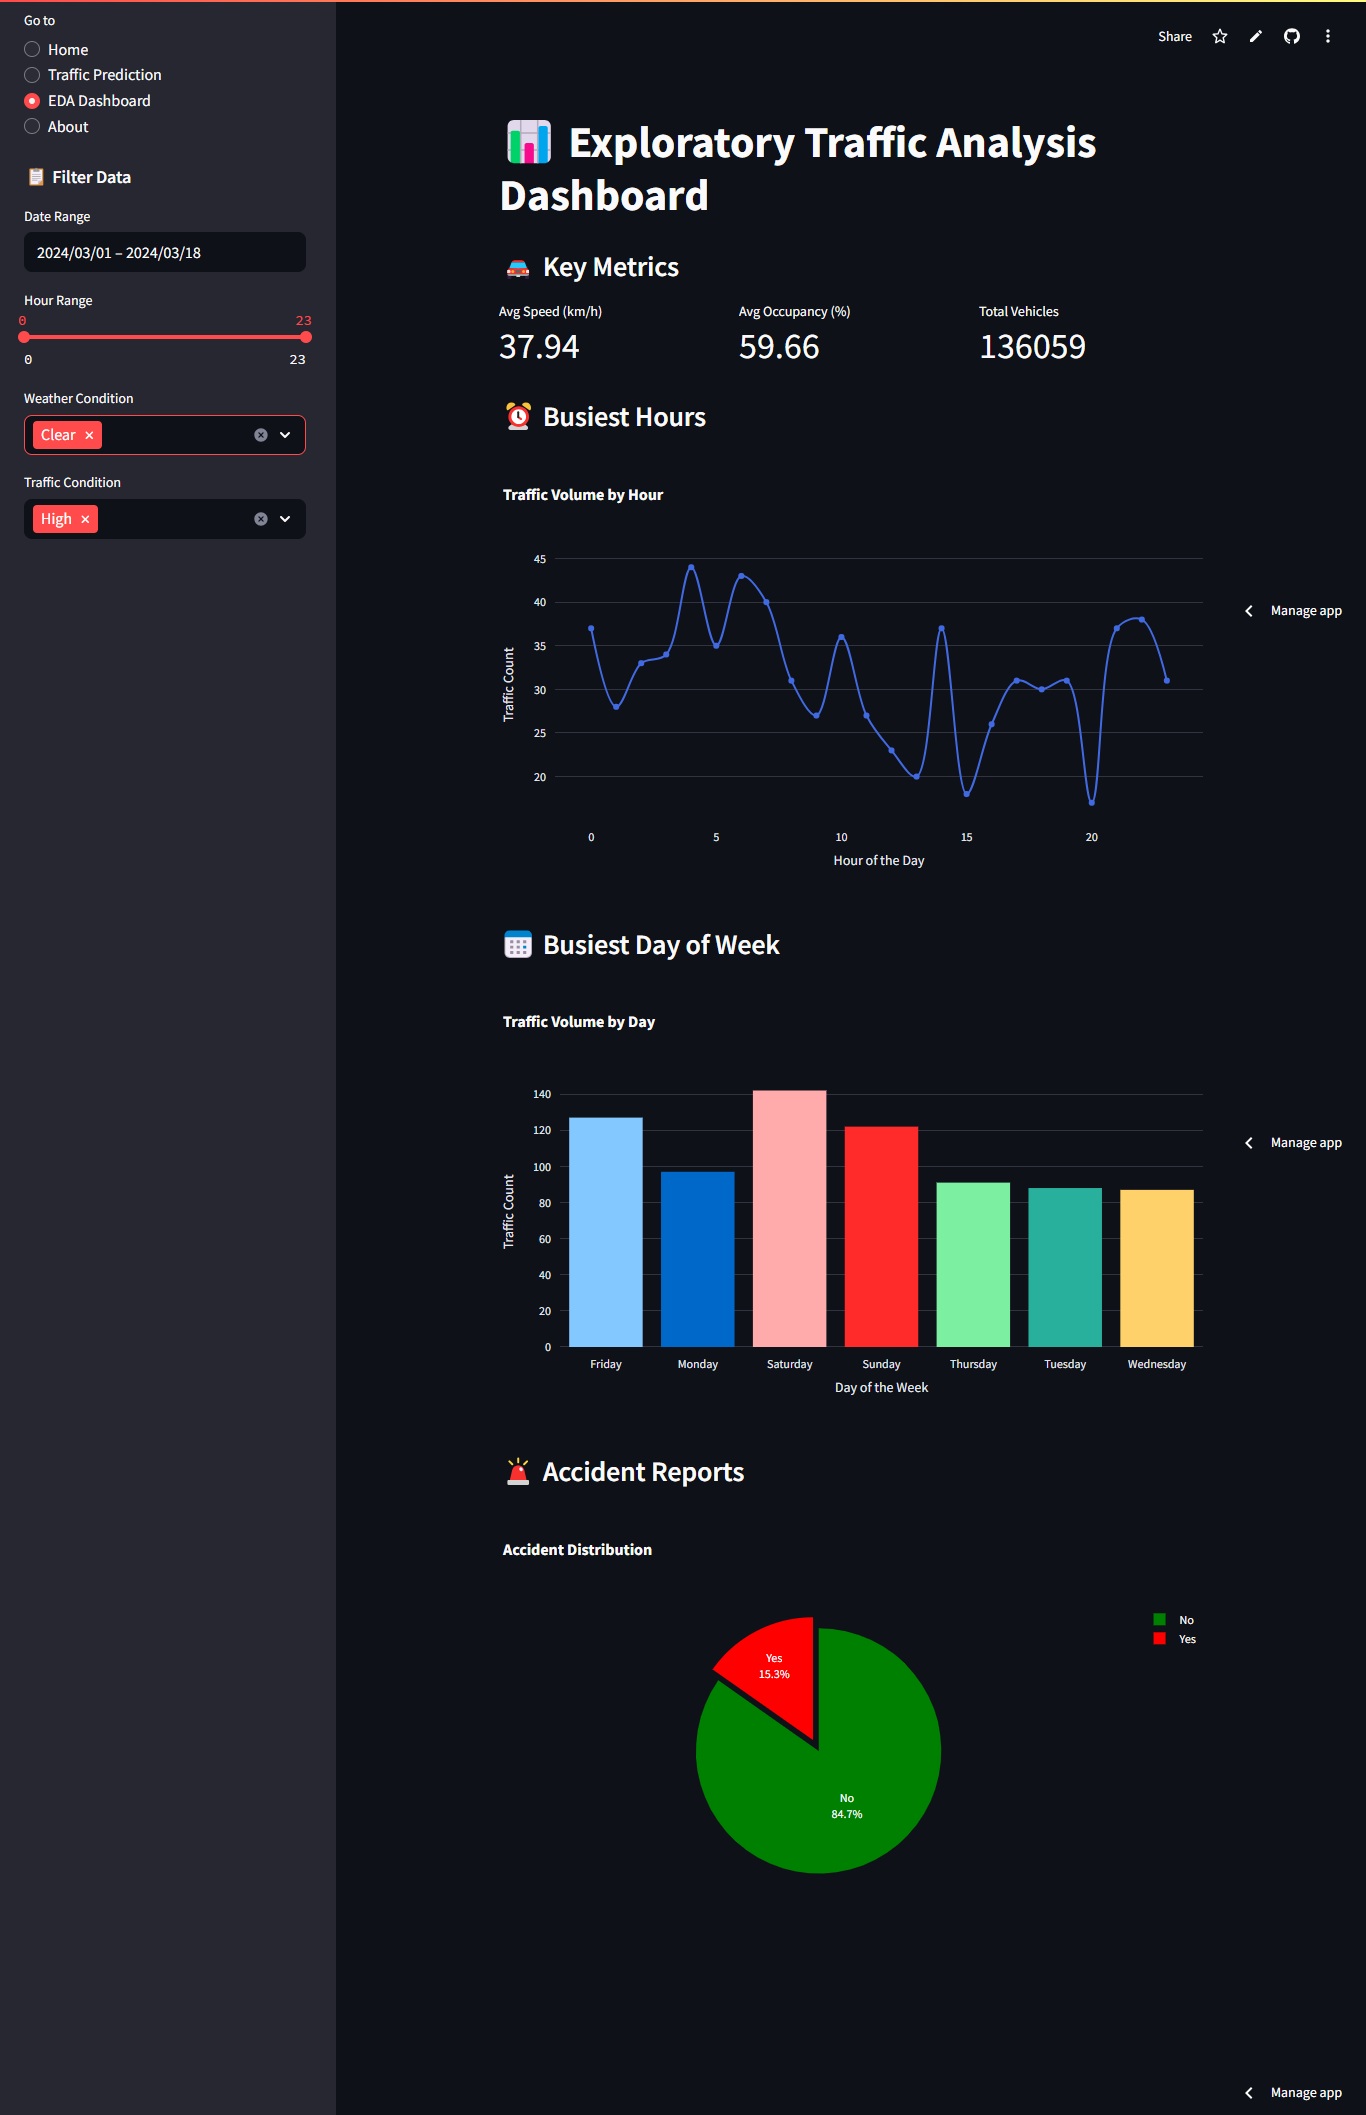 Go to
Home
Traffic Prediction
EDA Dashboard
About
Filter Data
Date Range
2024/03/01 – 2024/03/18
Hour Range
0 23
0 23
Weather Condition
Clear
Traffic Condition
High
Share
Exploratory Traffic Analysis
Dashboard
Key Metrics
Avg Speed (km/h) Avg Occupancy (%) Total Vehicles
37.94 59.66 136059
Busiest Hours
Traffic Volume by Hour
45
40
35
30
25
20
Traffic Count
0 5 10 15 20
Hour of the Day
Manage app
Busiest Day of Week
Traffic Volume by Day
140
120
100
80
60
40
20
0
Traffic Count
Friday Monday Saturday Sunday Thursday Tuesday Wednesday
Day of the Week
Manage app
Accident Reports
Accident Distribution
No
Yes
Yes
15.3%
No
84.7%
Manage app